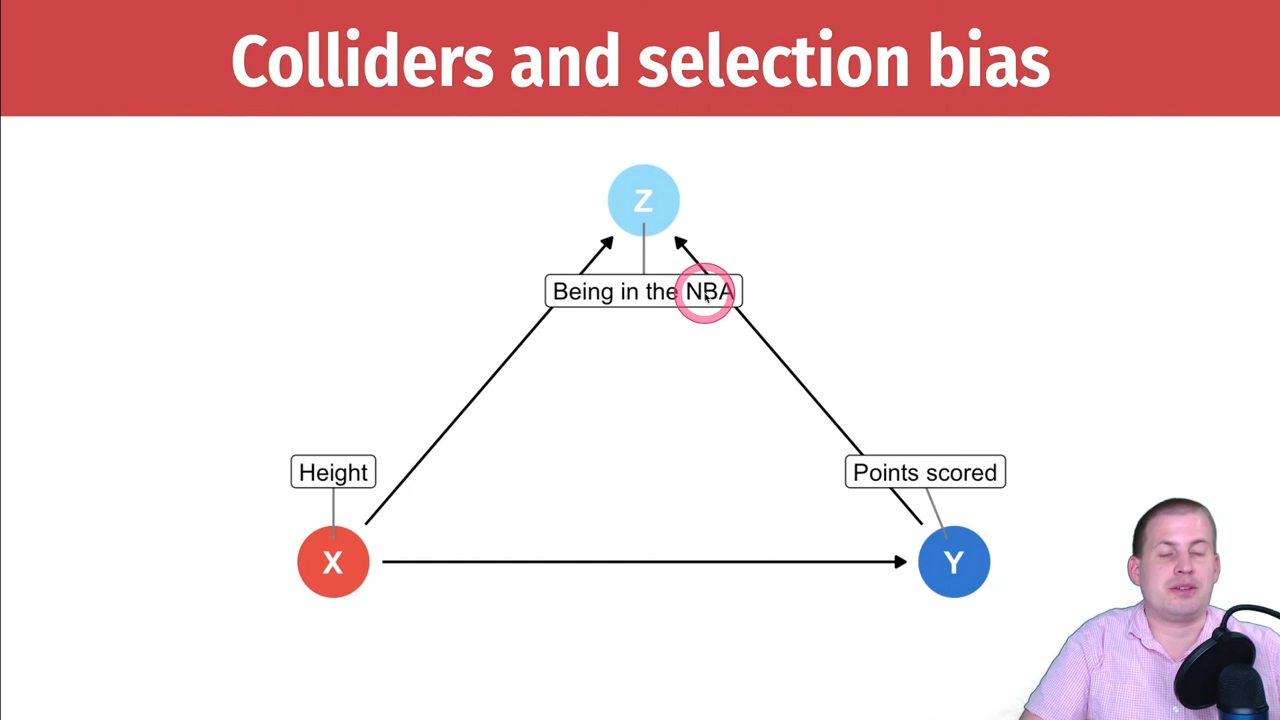 Colliders and selection bias
Z
Being in the NBA
Height
Points scored
X
Y